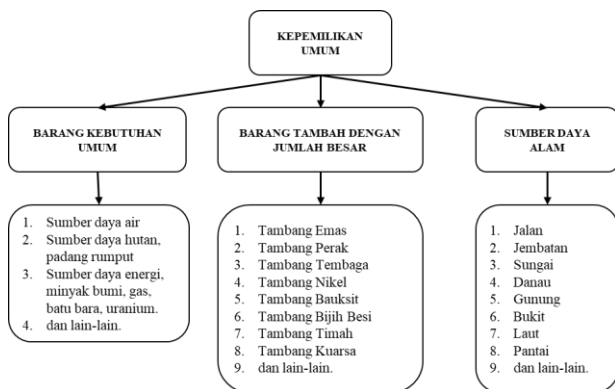 KEPEMILIKAN
UMUM
BARANG KEBUTUHAN
UMUM
BARANG TAMBAH DENGAN
JUMLAH BESAR
SUMBER DAYA
ALAM
1. Sumber daya air
2. Sumber daya hutan,
padang rumput
3. Sumber daya energi,
minyak bumi, gas,
batu bara, uranium.
4. dan lain-lain.
1. Tambang Emas
2. Tambang Perak
3. Tambang Tembaga
4. Tambang Nikel
5. Tambang Bauksit
6. Tambang Bijih Besi
7. Tambang Timah
8. Tambang Kuarsa
9. dan lain-lain.
1. Jalan
2. Jembatan
3. Sungai
4. Danau
5. Gunung
6. Bukit
7. Laut
8. Pantai
9. dan lain-lain.